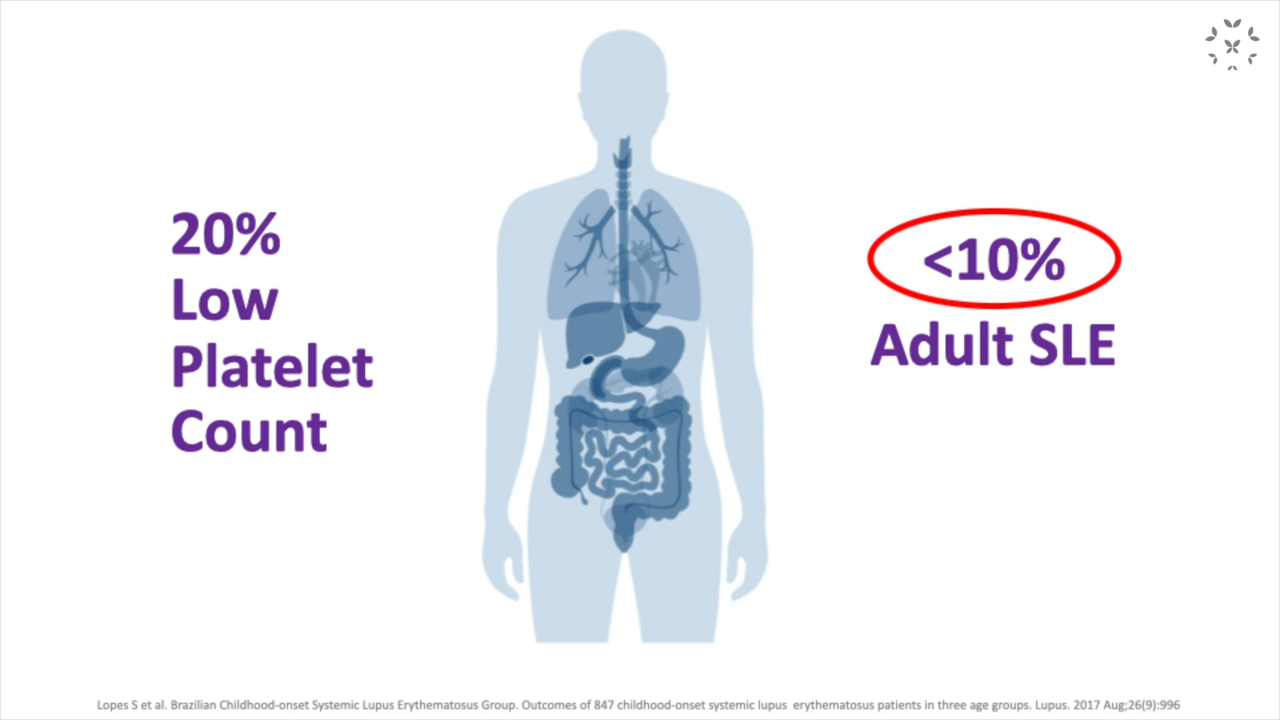 20%
Low
Platelet
Count
<10%
Adult SLE
Lopes S et al. Brazilian Childhood-onset Systemic Lupus Erythematosus Group. Outcomes of 847 childhood-onset systemic lupus erythematosus patients in three age groups. Lupus. 2017 Aug;26(9):996